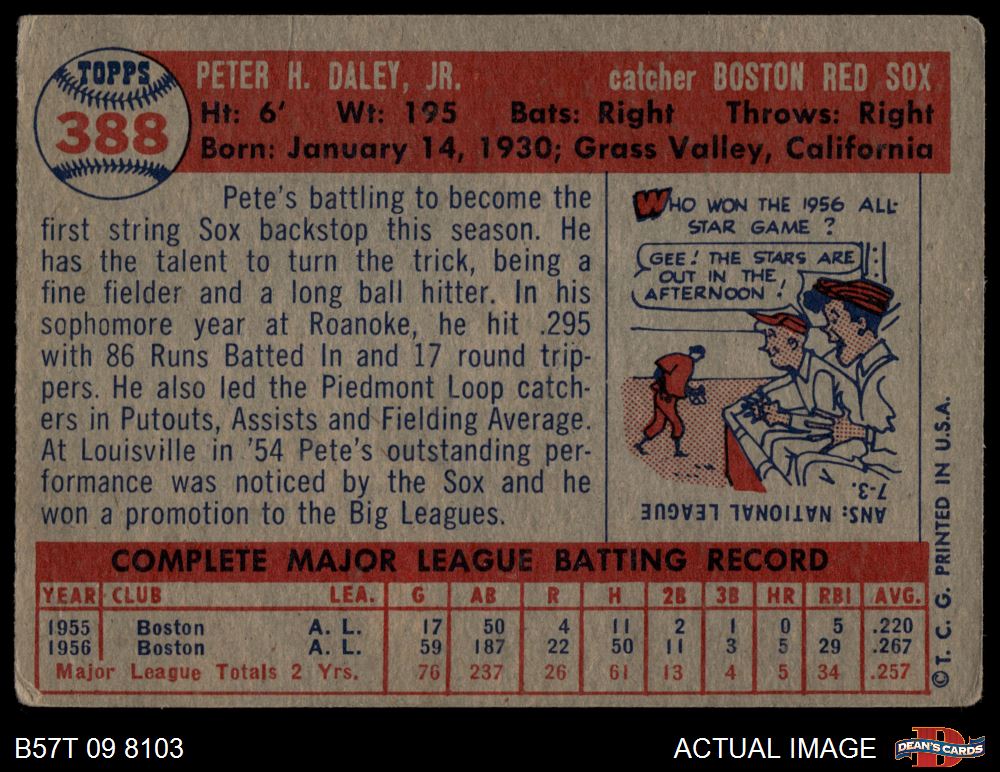 TOPPS
388
PETER H. DALEY, JR. catcher BOSTON RED SOX
Ht: 6' Wt: 195 Bats: Right Throws: Right
Born: January 14, 1930; Grass Valley, California
Pete's battling to become the
first string Sox backstop this season. He
has the talent to turn the trick, being a
fine fielder and a long ball hitter. In his
sophomore year at Roanoke, he hit .295
with 86 Runs Batted In and 17 round trip-
pers. He also led the Piedmont Loop catch-
ers in Putouts, Assists and Fielding Average.
At Louisville in '54 Pete's outstanding per-
formance was noticed by the Sox and he
won a promotion to the Big Leagues.
WHO WON THE 1956 ALL-
STAR GAME ?
GEE! THE STARS ARE
OUT IN THE
AFTERNOON!
ANS: NATIONAL LEAGUE
7-3.
COMPLETE MAJOR LEAGUE BATTING RECORD
YEAR CLUB LEA. G AB R H 2B 3B HR RBI AVG.
1955 Boston A. L. 17 50 4 11 2 1 0 5 .220
1956 Boston A. L. 59 187 22 50 11 3 5 29 .267
Major League Totals 2 Yrs. 76 237 26 61 13 4 5 34 .257
© T. C. G. PRINTED IN U.S.A.
B57T 09 8103
ACTUAL IMAGE
DEAN'S CARDS